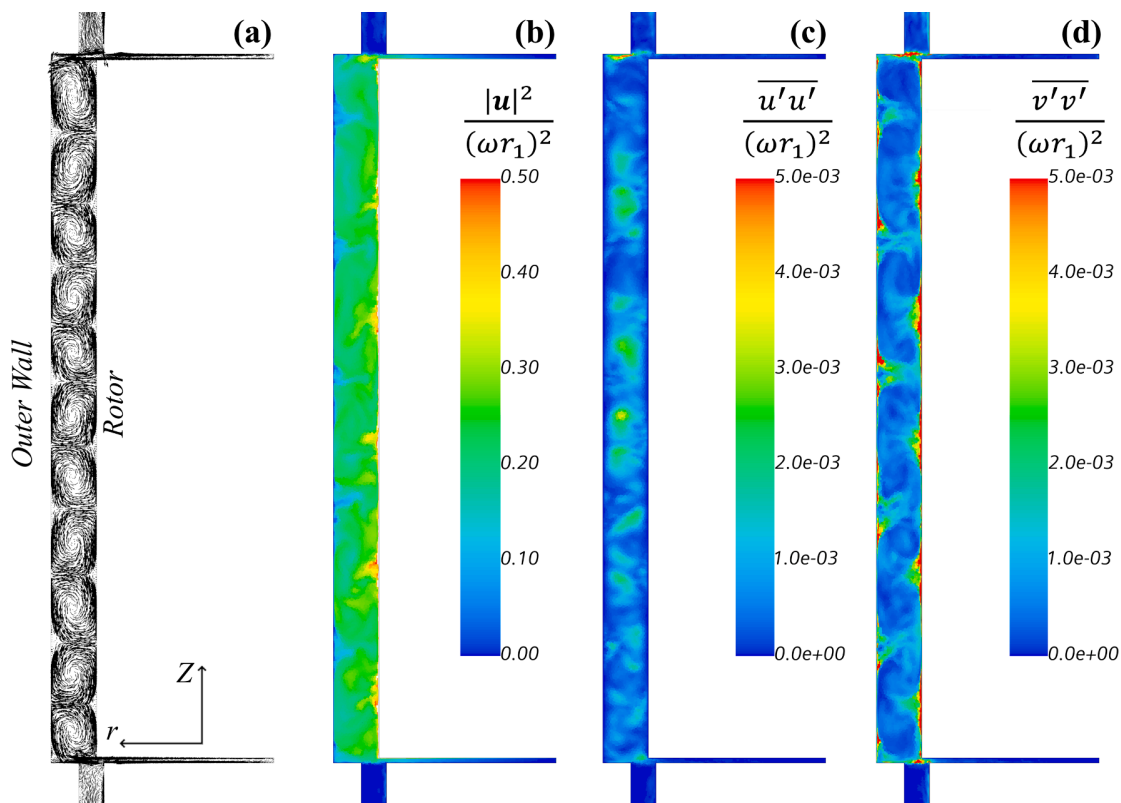 (a)
(b)
(c)
(d)
Outer Wall
Rotor
Z
r
|u|²
(ωr₁)²
0.50
0.40
0.30
0.20
0.10
0.00
u′u′
(ωr₁)²
5.0e-03
4.0e-03
3.0e-03
2.0e-03
1.0e-03
0.0e+00
v′v′
(ωr₁)²
5.0e-03
4.0e-03
3.0e-03
2.0e-03
1.0e-03
0.0e+00